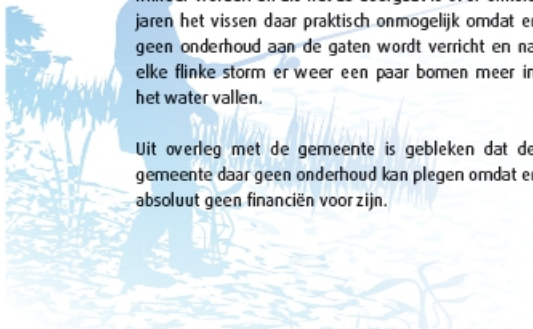 jaren het vissen daar praktisch onmogelijk omdat er
geen onderhoud aan de gaten wordt verricht en na
elke flinke storm er weer een paar bomen meer in
het water vallen.
Uit overleg met de gemeente is gebleken dat de
gemeente daar geen onderhoud kan plegen omdat er
absoluut geen financiën voor zijn.